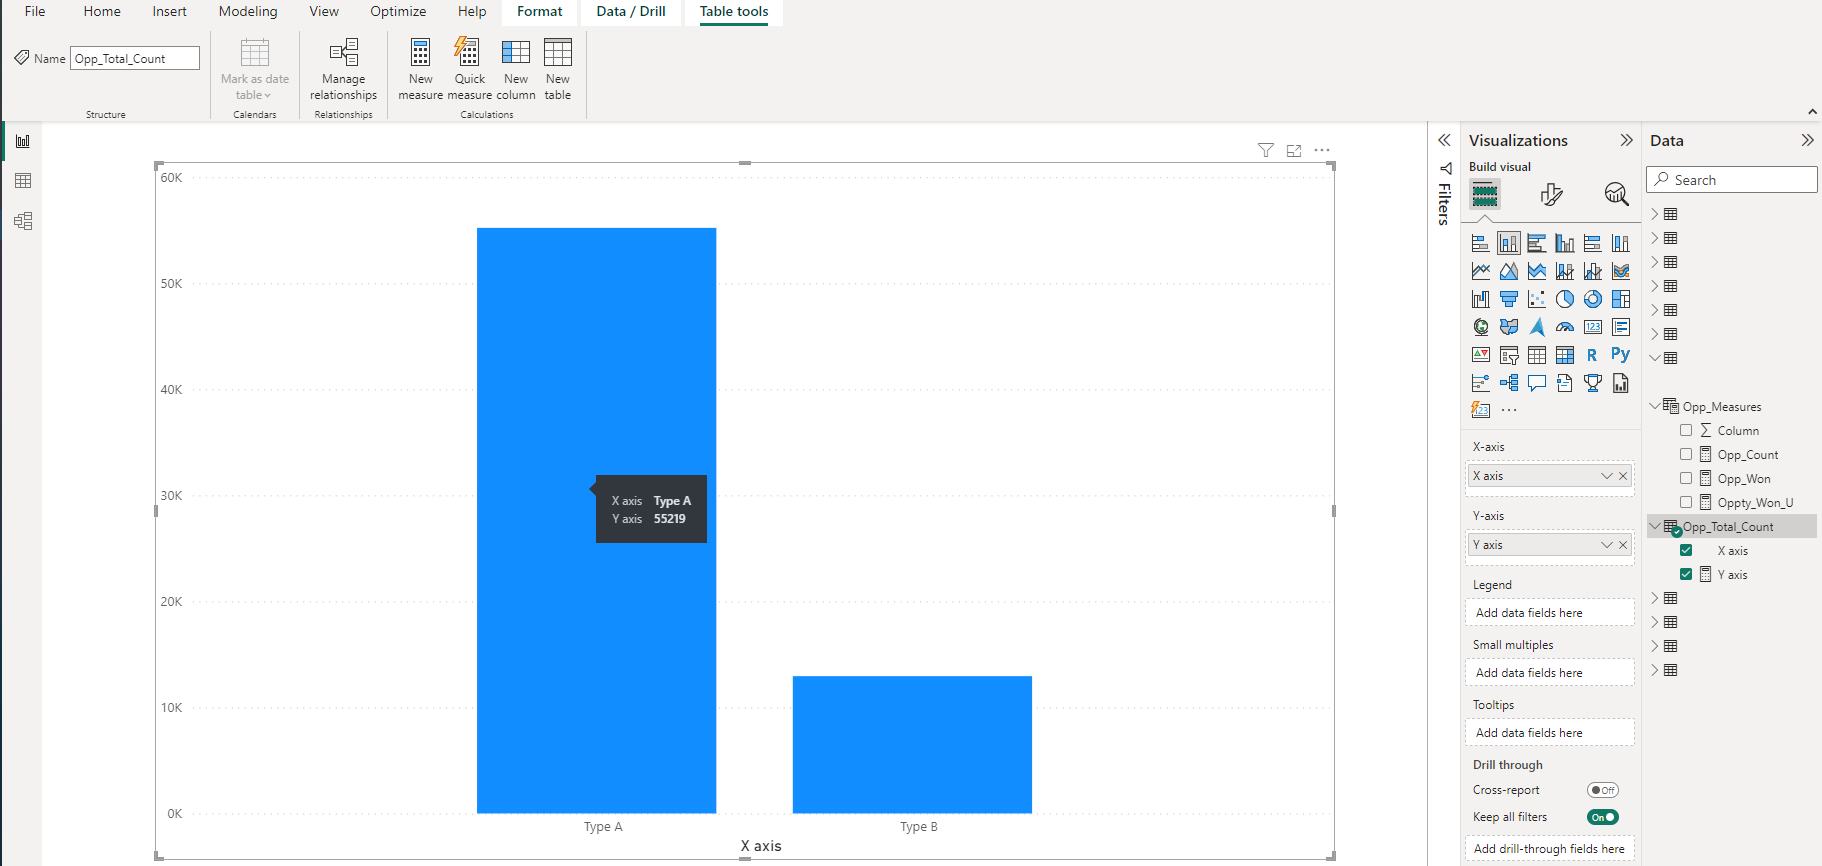 File Home Insert Modeling View Optimize Help Format Data / Drill Table tools
Name Opp_Total_Count
Mark as date table
Manage relationships
New measure
Quick measure
New column
New table
Structure
Calendars
Relationships
Calculations
60K
50K
40K
30K
20K
10K
0K
X axis Type A
Y axis 55219
Type A
Type B
X axis
Filters
Visualizations
Build visual
R
Py
123
123
X-axis
X axis
Y-axis
Y axis
Legend
Add data fields here
Small multiples
Add data fields here
Tooltips
Add data fields here
Drill through
Cross-report Off
Keep all filters On
Add drill-through fields here
Data
Search
Opp_Measures
Column
Opp_Count
Opp_Won
Oppty_Won_U
Opp_Total_Count
X axis
Y axis